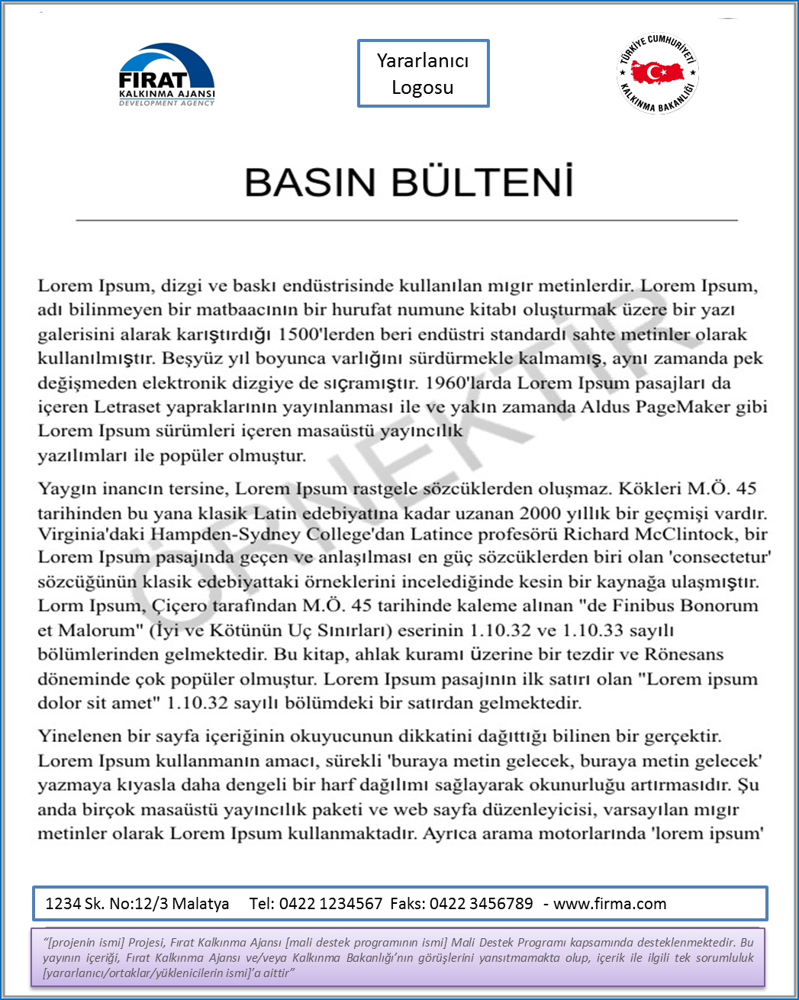 FIRAT
KALKINMA AJANSI
DEVELOPMENT AGENCY
Yararlanıcı
Logosu
TÜRKİYE CUMHURİYETİ
KALKINMA BAKANLIĞI
BASIN BÜLTENİ
Lorem Ipsum, dizgi ve baskı endüstrisinde kullanılan mıgır metinlerdir. Lorem Ipsum,
adı bilinmeyen bir matbaacının bir hurufat numune kitabı oluşturmak üzere bir yazı
galerisini alarak karıştırdığı 1500'lerden beri endüstri standardı sahte metinler olarak
kullanılmıştır. Beşyüz yıl boyunca varlığını sürdürmekle kalmamış, aynı zamanda pek
değişmeden elektronik dizgiye de sıçramıştır. 1960'larda Lorem Ipsum pasajları da
içeren Letraset yapraklarının yayınlanması ile ve yakın zamanda Aldus PageMaker gibi
Lorem Ipsum sürümleri içeren masaüstü yayıncılık
yazılımları ile popüler olmuştur.
Yaygın inancın tersine, Lorem Ipsum rastgele sözcüklerden oluşmaz. Kökleri M.Ö. 45
tarihinden bu yana klasik Latin edebiyatına kadar uzanan 2000 yıllık bir geçmişi vardır.
Virginia'daki Hampden-Sydney College'dan Latince profesörü Richard McClintock, bir
Lorem Ipsum pasajında geçen ve anlaşılması en güç sözcüklerden biri olan 'consectetur'
sözcüğünün klasik edebiyattaki örneklerini incelediğinde kesin bir kaynağa ulaşmıştır.
Lorm Ipsum, Çiçero tarafından M.Ö. 45 tarihinde kaleme alınan "de Finibus Bonorum
et Malorum" (İyi ve Kötünün Uç Sınırları) eserinin 1.10.32 ve 1.10.33 sayılı
bölümlerinden gelmektedir. Bu kitap, ahlak kuramı üzerine bir tezdir ve Rönesans
döneminde çok popüler olmuştur. Lorem Ipsum pasajının ilk satırı olan "Lorem ipsum
dolor sit amet" 1.10.32 sayılı bölümdeki bir satırdan gelmektedir.
Yinelenen bir sayfa içeriğinin okuyucunun dikkatini dağıttığı bilinen bir gerçektir.
Lorem Ipsum kullanmanın amacı, sürekli 'buraya metin gelecek, buraya metin gelecek'
yazmaya kıyasla daha dengeli bir harf dağılımı sağlayarak okunurluğu artırmasıdır. Şu
anda birçok masaüstü yayıncılık paketi ve web sayfa düzenleyicisi, varsayılan mıgır
metinler olarak Lorem Ipsum kullanmaktadır. Ayrıca arama motorlarında 'lorem ipsum'
ÖRNEKTİR
1234 Sk. No:12/3 Malatya Tel: 0422 1234567 Faks: 0422 3456789 - www.firma.com
“[projenin ismi] Projesi, Fırat Kalkınma Ajansı [mali destek programının ismi] Mali Destek Programı kapsamında desteklenmektedir. Bu
yayının içeriği, Fırat Kalkınma Ajansı ve/veya Kalkınma Bakanlığı’nın görüşlerini yansıtmamakta olup, içerik ile ilgili tek sorumluluk
[yararlanıcı/ortaklar/yüklenicilerin ismi]’a aittir”